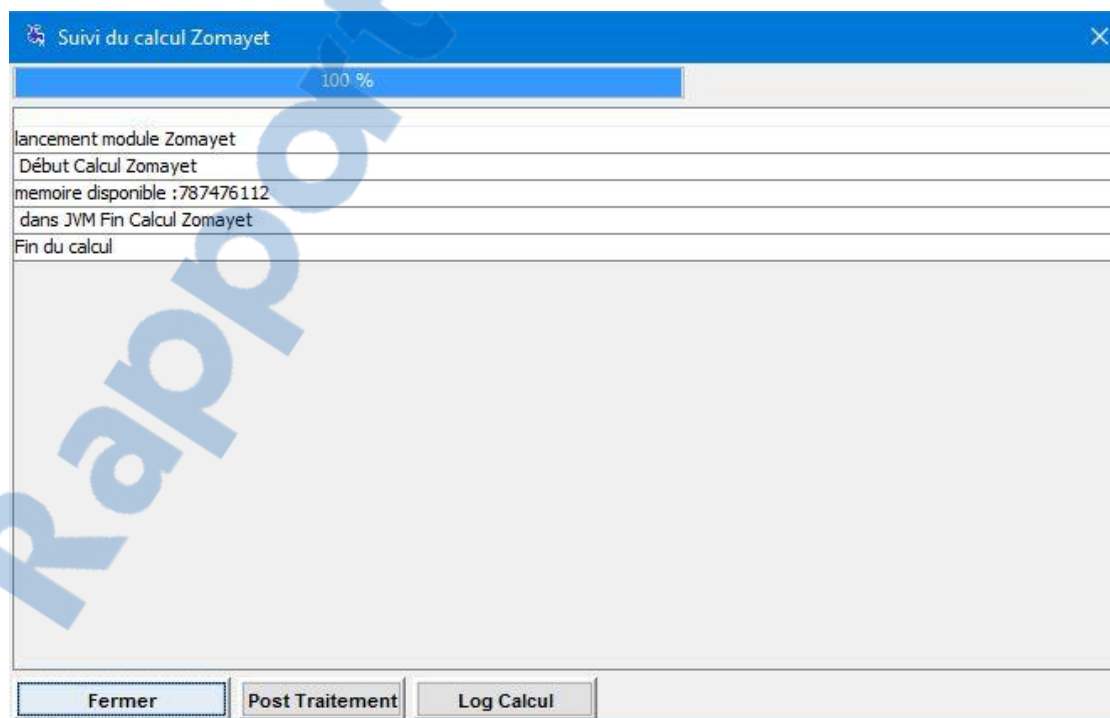 Suivi du calcul Zomayet
100 %
lancement module Zomayet
Début Calcul Zomayet
memoire disponible :787476112
dans JVM Fin Calcul Zomayet
Fin du calcul
Fermer
Post Traitement
Log Calcul
Rapport